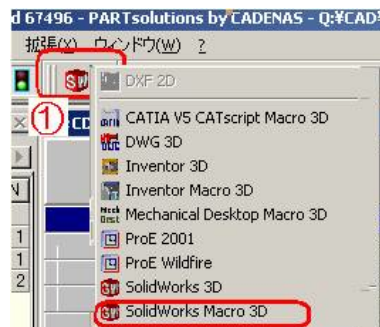 d 67496 - PARTsolutions by CADENAS - Q:¥CAD
拡張(X) ウィンドウ(W) ?
DXF 2D
①
CD
CATIA V5 CATscript Macro 3D
DWG 3D
Inventor 3D
N
Inventor Macro 3D
Mechanical Desktop Macro 3D
1
ProE 2001
1
ProE Wildfire
2
SolidWorks 3D
SolidWorks Macro 3D